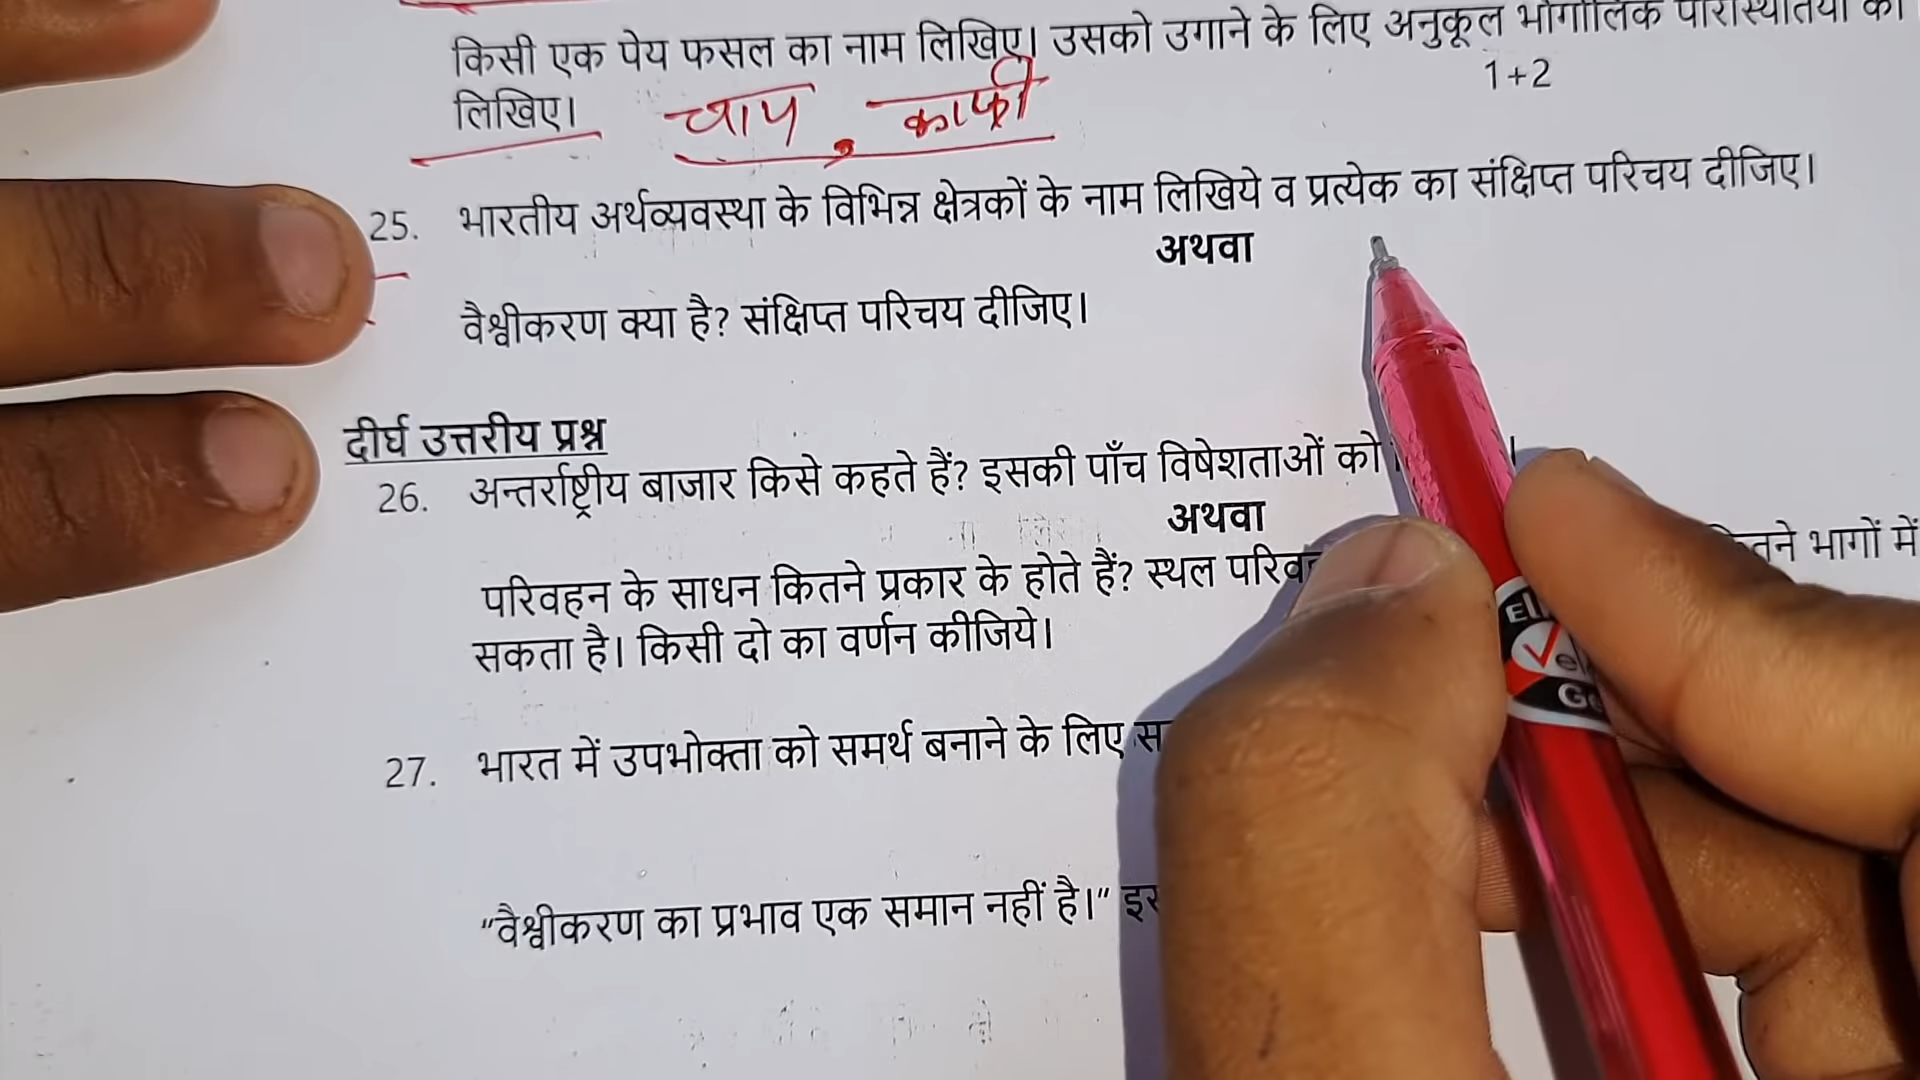 किसी एक पेय फसल का नाम लिखिए। उसको उगाने के लिए अनुकूल भौगोलिक परिस्थितियों को
लिखिए। चाय, काफी 1+2
25. भारतीय अर्थव्यवस्था के विभिन्न क्षेत्रकों के नाम लिखिये व प्रत्येक का संक्षिप्त परिचय दीजिए।
अथवा
वैश्वीकरण क्या है? संक्षिप्त परिचय दीजिए।
दीर्घ उत्तरीय प्रश्न
26. अन्तर्राष्ट्रीय बाजार किसे कहते हैं? इसकी पाँच विषेशताओं को
अथवा
परिवहन के साधन कितने प्रकार के होते हैं? स्थल भागों में
सकता है। किसी दो का वर्णन कीजिये।
27. भारत में उपभोक्ता को समर्थ बनाने के लिए
"वैश्वीकरण का प्रभाव एक समान नहीं है।"